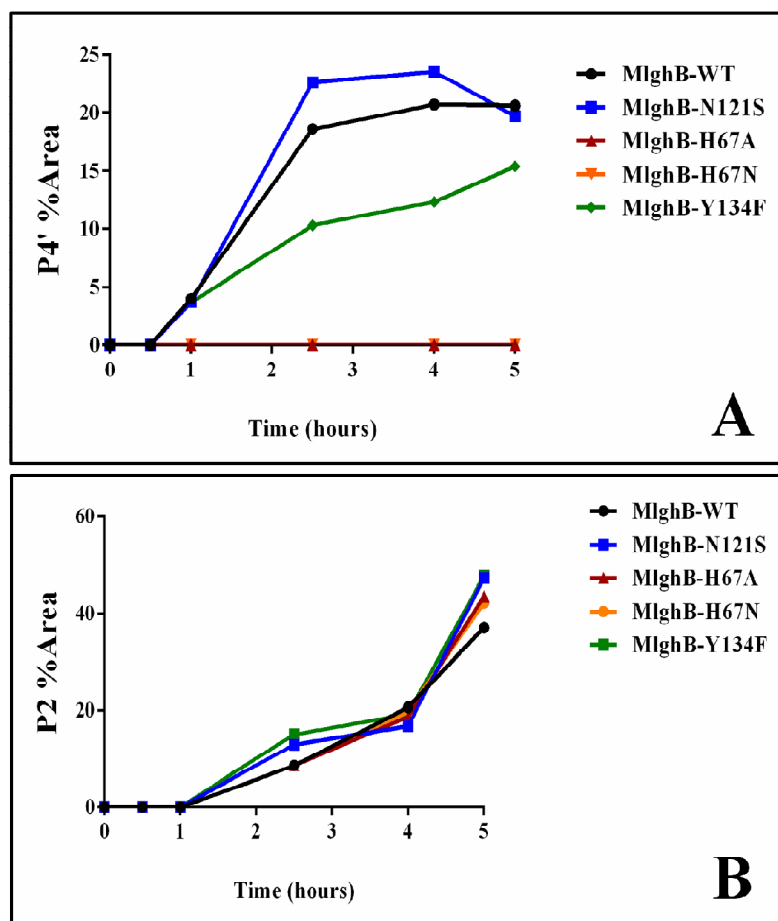 25
20
15
10
5
0
P4' %Area
0 1 2 3 4 5
Time (hours)
MlghB-WT
MlghB-N121S
MlghB-H67A
MlghB-H67N
MlghB-Y134F
A
60
40
20
0
P2 %Area
0 1 2 3 4 5
Time (hours)
MlghB-WT
MlghB-N121S
MlghB-H67A
MlghB-H67N
MlghB-Y134F
B